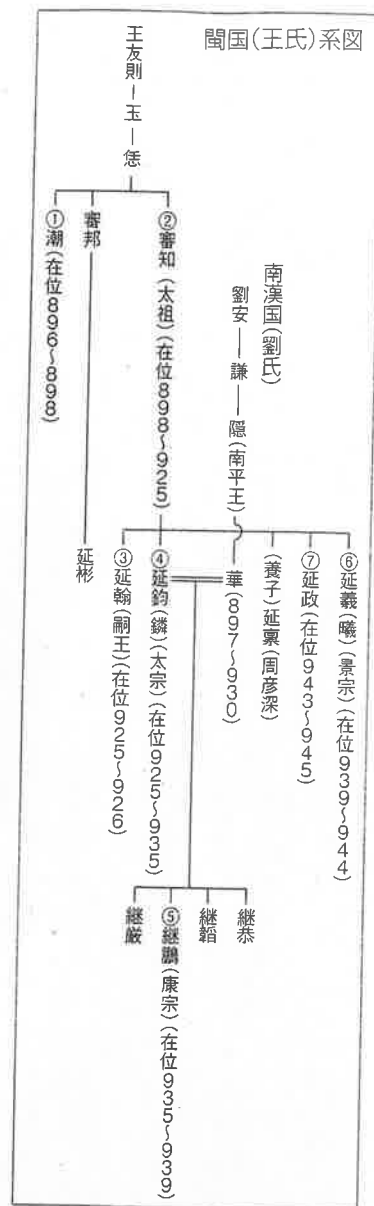 閩国(王氏)系図
王友則―玉―恁
①潮(在位896～898)
審邦
②審知(太祖)(在位898～925)
南漢国(劉氏)
劉安―謙―隠(南平王)
延彬
③延翰(嗣王)(在位925～926)
④延鈞(鏻)(太宗)(在位925～935)
華(897～930)
(養子)延稟(周彦深)
⑦延政(在位943～945)
⑥延羲(曦)(景宗)(在位939～944)
継厳
⑤継鵬(康宗)(在位935～939)
継韜
継恭